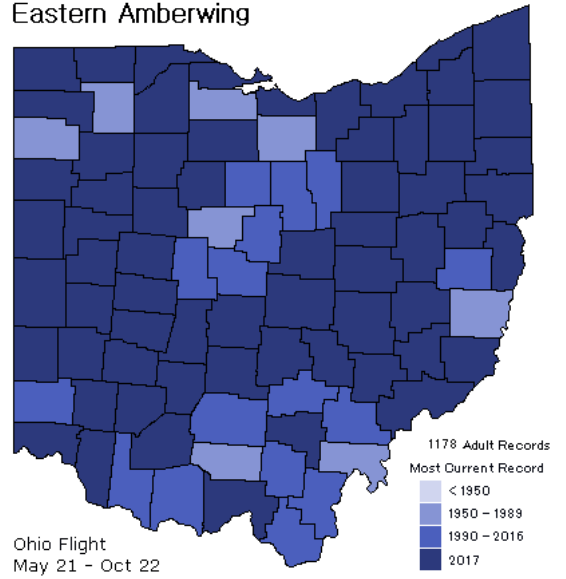 Eastern Amberwing
1178 Adult Records
Most Current Record
< 1950
1950 - 1989
1990 - 2016
2017
Ohio Flight
May 21 - Oct 22